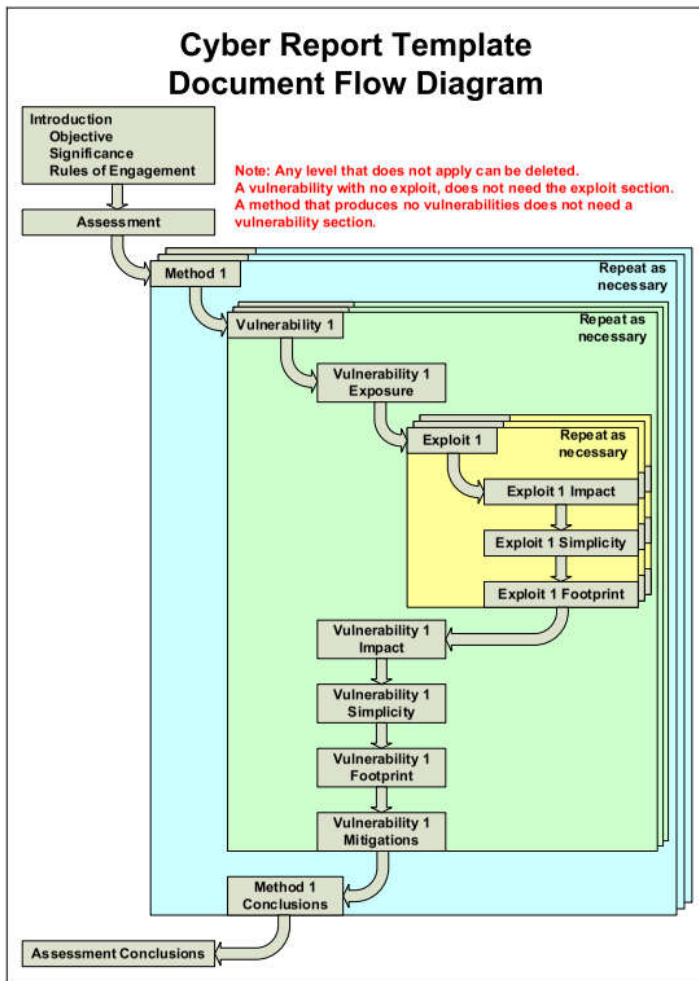 Cyber Report Template
Document Flow Diagram
Introduction
Objective
Significance
Rules of Engagement
Note: Any level that does not apply can be deleted.
A vulnerability with no exploit, does not need the exploit section.
A method that produces no vulnerabilities does not need a
vulnerability section.
Assessment
Method 1
Repeat as
necessary
Vulnerability 1
Repeat as
necessary
Vulnerability 1
Exposure
Exploit 1
Repeat as
necessary
Exploit 1 Impact
Exploit 1 Simplicity
Exploit 1 Footprint
Vulnerability 1
Impact
Vulnerability 1
Simplicity
Vulnerability 1
Footprint
Vulnerability 1
Mitigations
Method 1
Conclusions
Assessment Conclusions